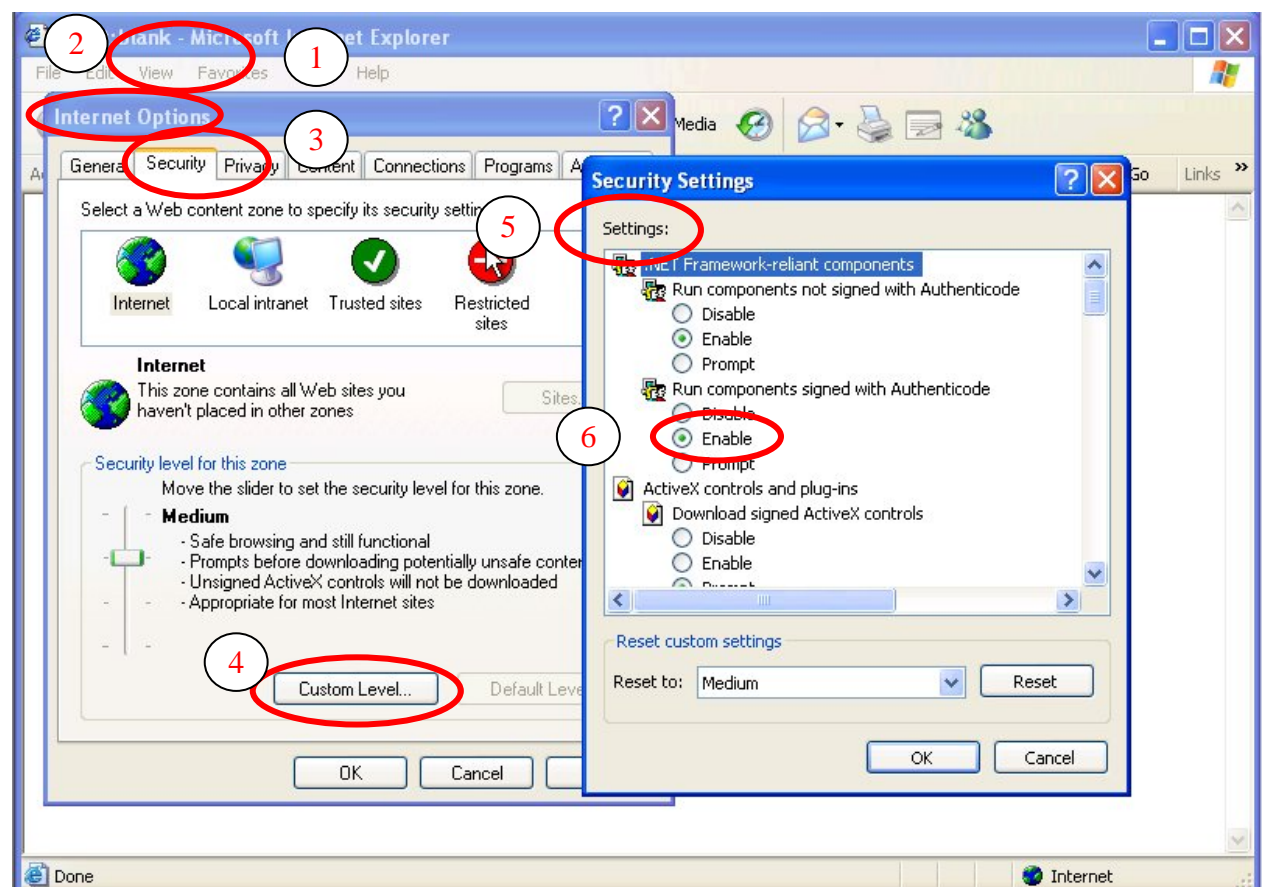 2
blank - Microsoft Internet Explorer
1
File Edit View Favorites Help
Internet Options
3
Media
General Security Privacy Content Connections Programs
Go Links »
Security Settings
Select a Web content zone to specify its security
5
Settings:
.NET Framework-reliant components
Run components not signed with Authenticode
Disable
Enable
Prompt
Run components signed with Authenticode
Disable
6
Enable
Prompt
ActiveX controls and plug-ins
Download signed ActiveX controls
Disable
Enable
Prompt
Reset custom settings
Reset to: Medium Reset
OK Cancel
Internet Local intranet Trusted sites Restricted
sites
Internet
This zone contains all Web sites you
haven't placed in other zones
Sites.
Security level for this zone
Move the slider to set the security level for this zone.
Medium
- Safe browsing and still functional
- Prompts before downloading potentially unsafe conter
- Unsigned ActiveX controls will not be downloaded
- Appropriate for most Internet sites
4
Custom Level... Default Leve
OK Cancel
Done Internet